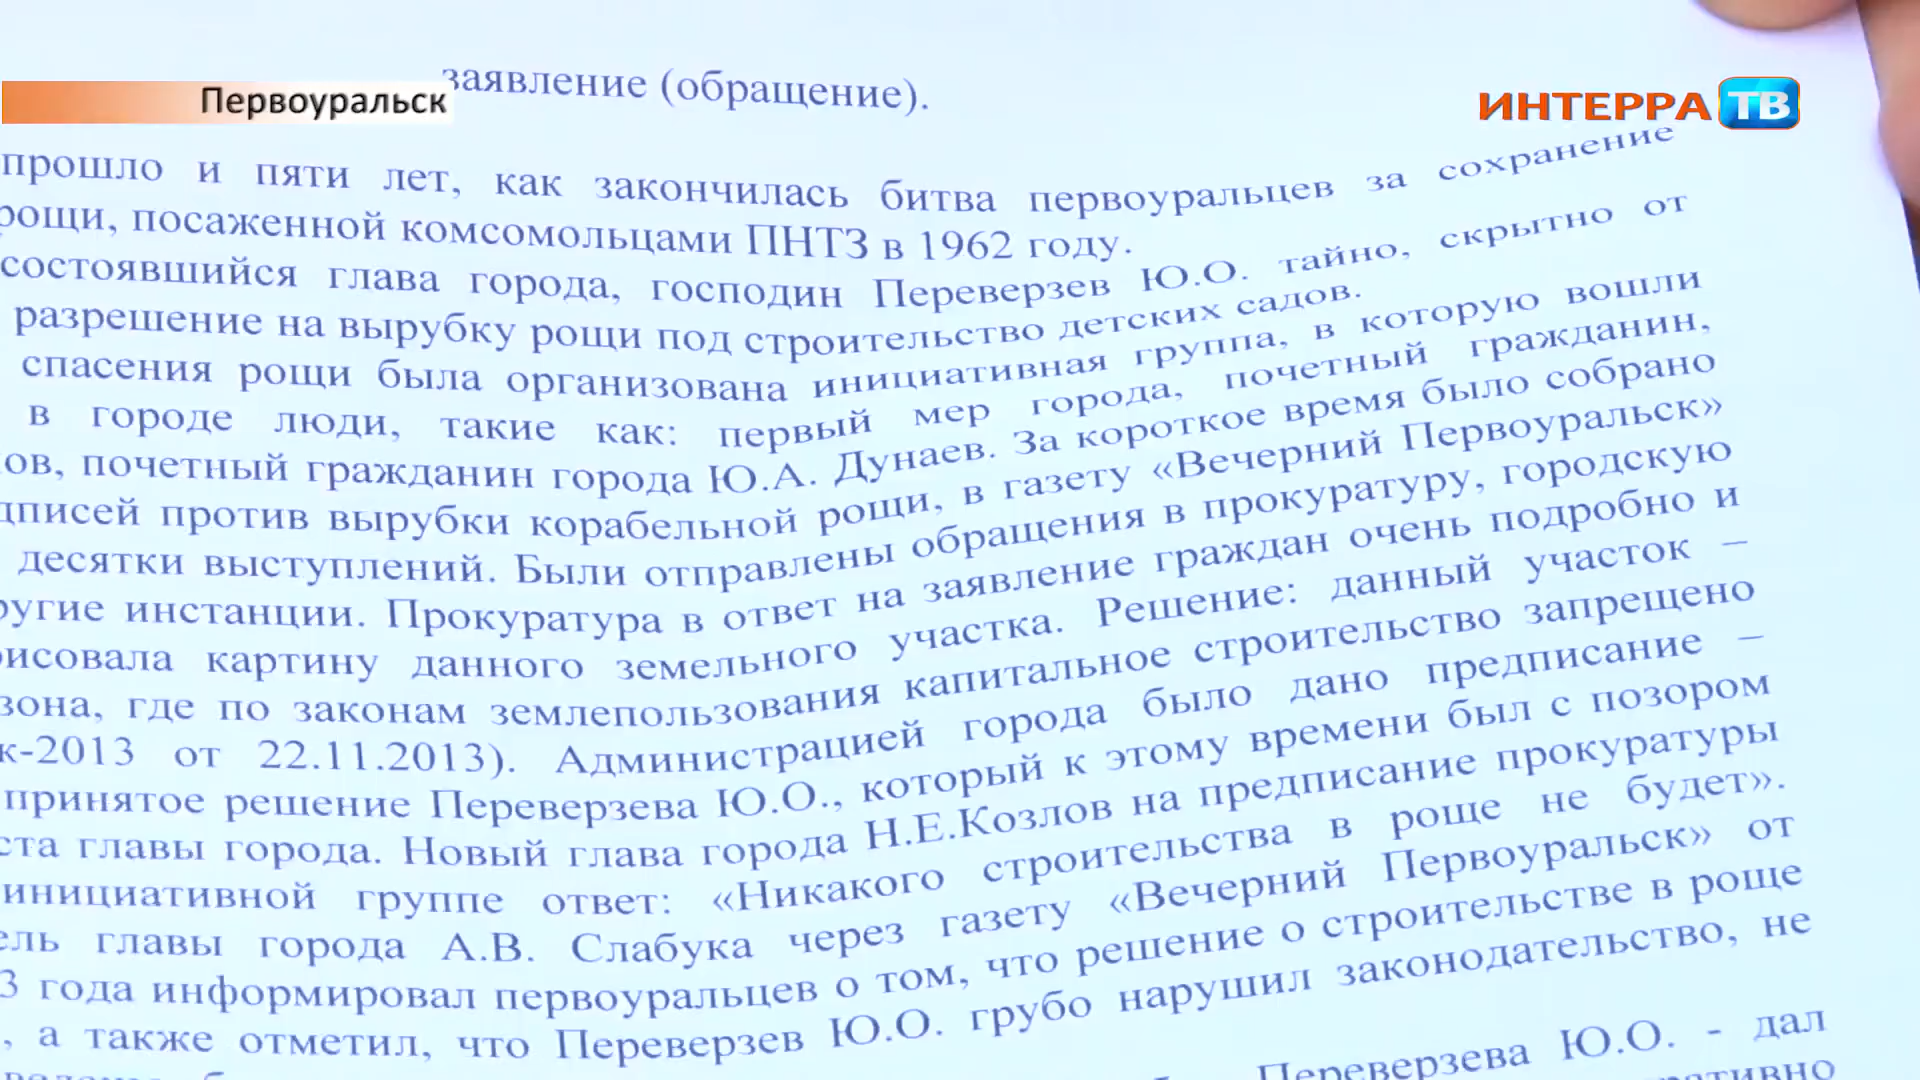 заявление (обращение).
Первоуральск
ИНТЕРРА ТВ
прошло и пяти лет, как закончилась битва первоуральцев за сохранение
рощи, посаженной комсомольцами ПНТЗ в 1962 году.
состоявшийся глава города, господин Переверзев Ю.О. тайно, скрытно от
разрешение на вырубку рощи под строительство детских садов.
спасения рощи была организована инициативная группа, в которую вошли
в городе люди, такие как: первый мер города, почетный гражданин,
ов, почетный гражданин города Ю.А. Дунаев. За короткое время было собрано
дписей против вырубки корабельной рощи, в газету «Вечерний Первоуральск»
десятки выступлений. Были отправлены обращения в прокуратуру, городскую
ругие инстанции. Прокуратура в ответ на заявление граждан очень подробно и
рисовала картину данного земельного участка. Решение: данный участок –
зона, где по законам землепользования капитальное строительство запрещено
к-2013 от 22.11.2013). Администрацией города было дано предписание –
принятое решение Переверзева Ю.О., который к этому времени был с позором
ста главы города. Новый глава города Н.Е.Козлов на предписание прокуратуры
инициативной группе ответ: «Никакого строительства в роще не будет».
ель главы города А.В. Слабука через газету «Вечерний Первоуральск» от
3 года информировал первоуральцев о том, что решение о строительстве в роще
, а также отметил, что Переверзев Ю.О. грубо нарушил законодательство, не
Переверзева Ю.О. - дал